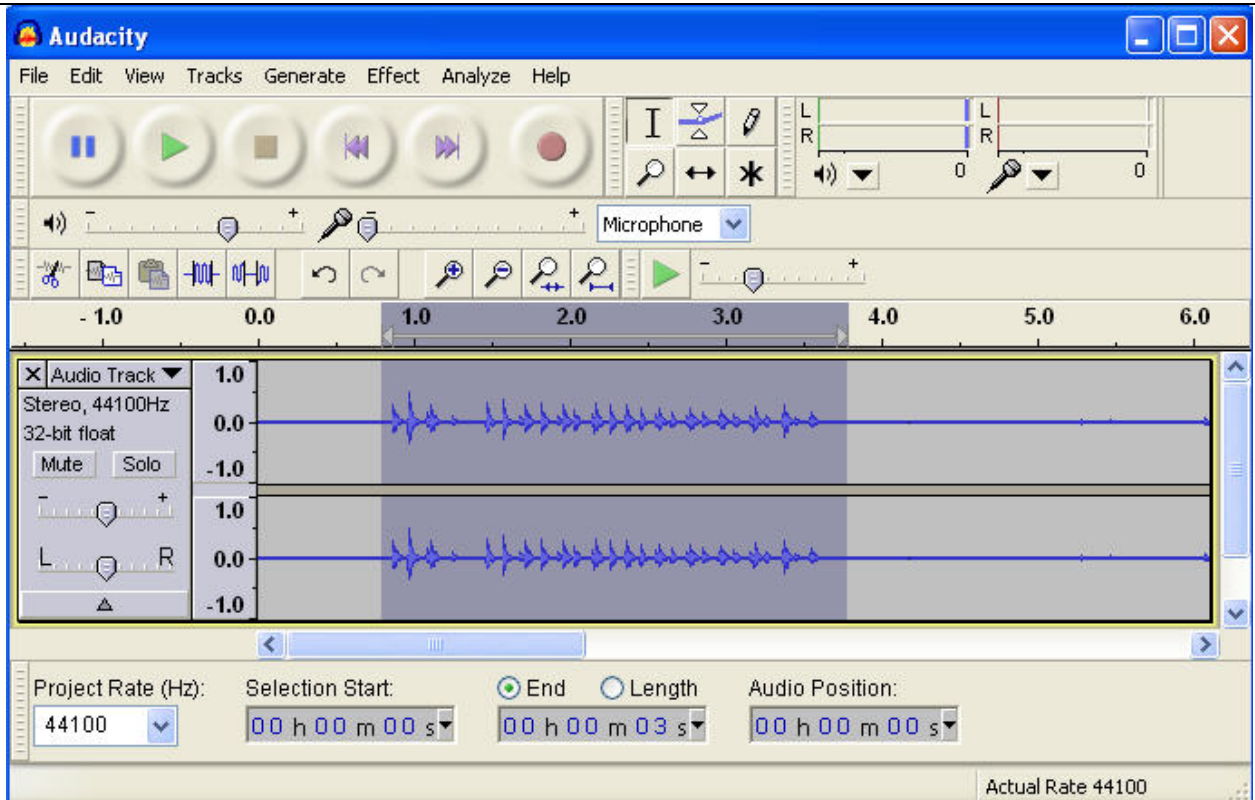 Audacity
File Edit View Tracks Generate Effect Analyze Help
L
R
0
L
R
0
- +
- +
Microphone
- +
- 1.0 0.0 1.0 2.0 3.0 4.0 5.0 6.0
X Audio Track
Stereo, 44100Hz
32-bit float
Mute Solo
- +
L R
1.0
0.0
-1.0
1.0
0.0
-1.0
Project Rate (Hz): Selection Start: End Length Audio Position:
44100 00 h 00 m 00 s 00 h 00 m 03 s 00 h 00 m 00 s
Actual Rate 44100